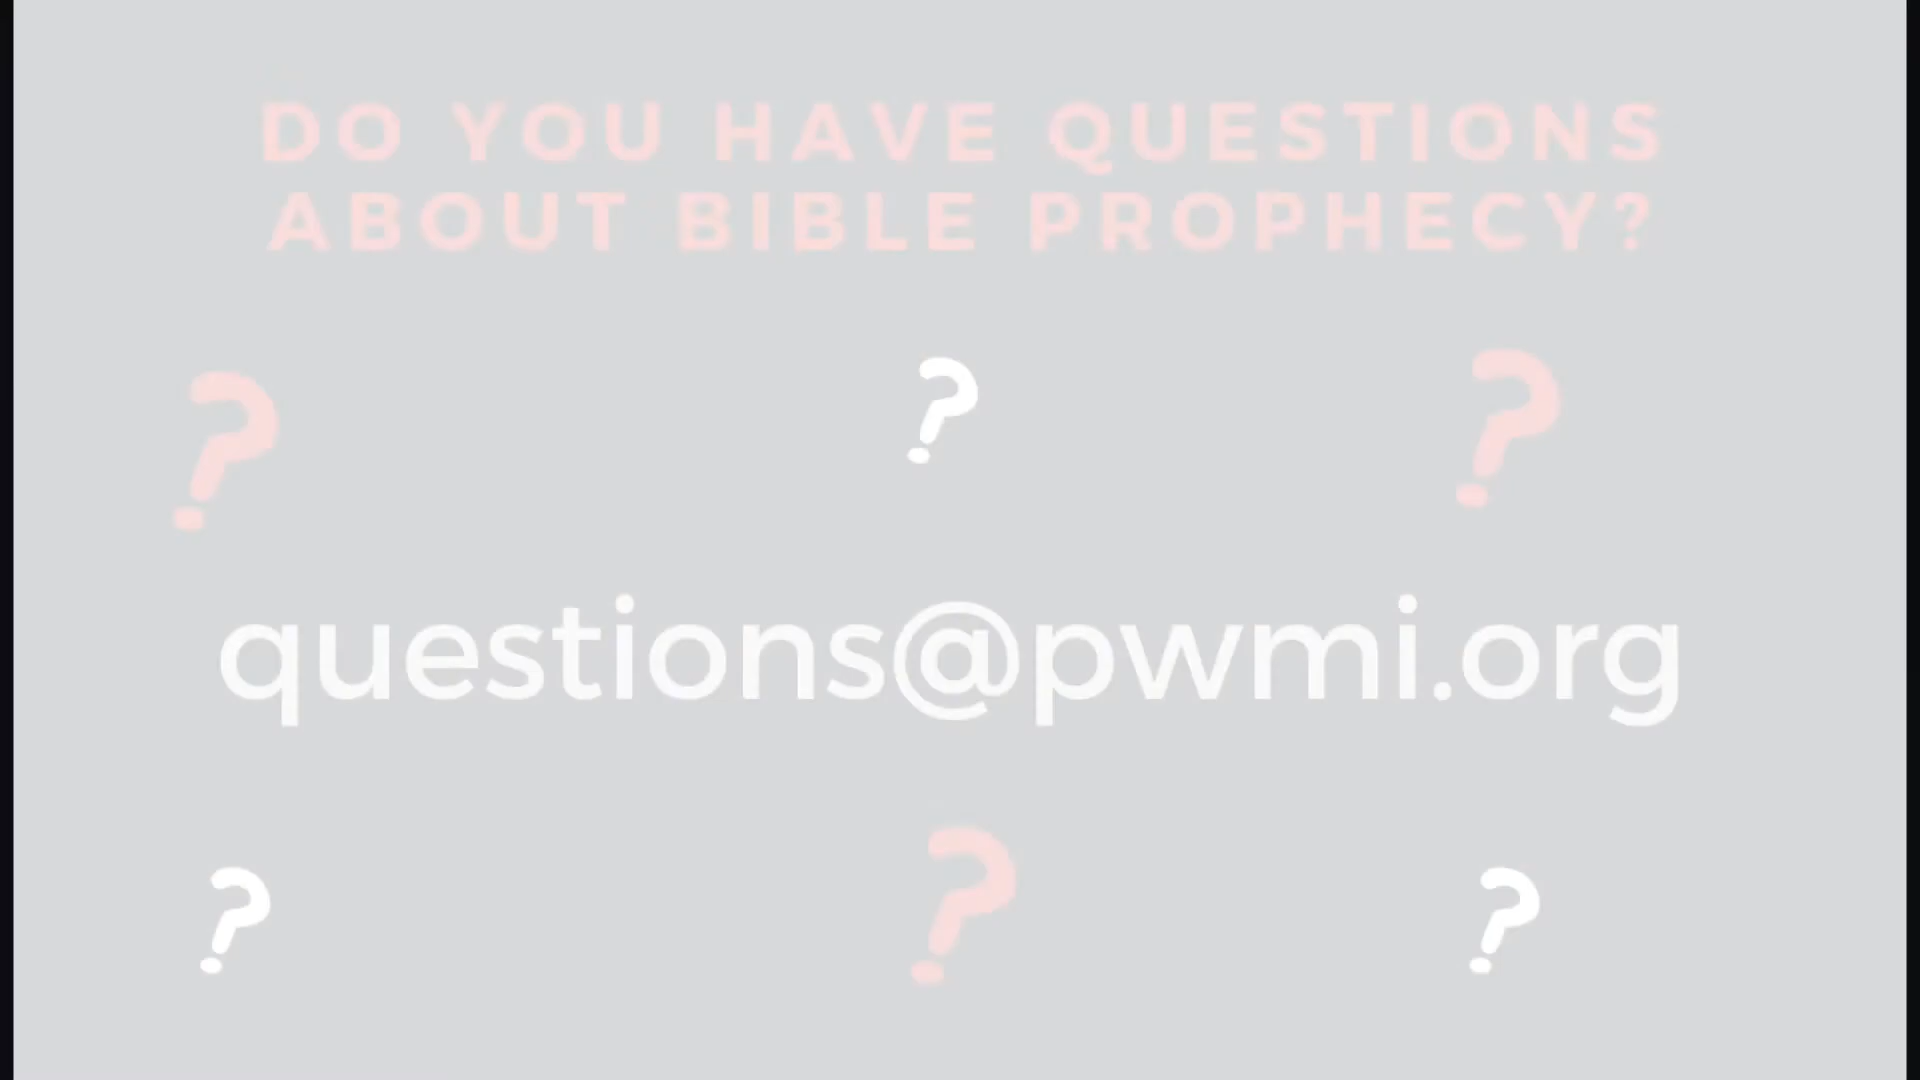 DO YOU HAVE QUESTIONS
ABOUT BIBLE PROPHECY?
? ? ?
questions@pwmi.org
? ? ?